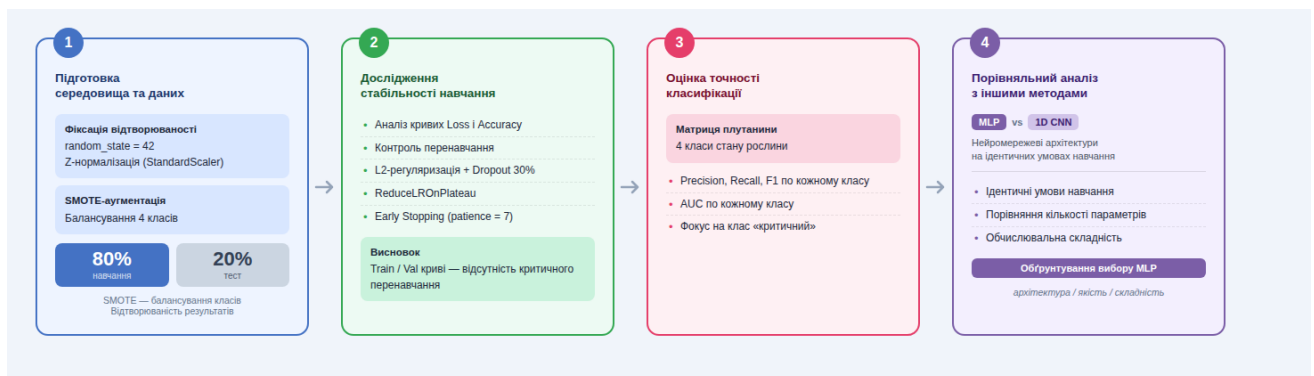 1
Підготовка
середовища та даних
Фіксація відтворюваності
random_state = 42
Z-нормалізація (StandardScaler)
SMOTE-аугментація
Балансування 4 класів
80%
навчання
20%
тест
SMOTE — балансування класів
Відтворюваність результатів
2
Дослідження
стабільності навчання
• Аналіз кривих Loss і Accuracy
• Контроль перенавчання
• L2-регуляризація + Dropout 30%
• ReduceLROnPlateau
• Early Stopping (patience = 7)
Висновок
Train / Val криві — відсутність критичного
перенавчання
3
Оцінка точності
класифікації
Матриця плутанини
4 класи стану рослини
• Precision, Recall, F1 по кожному класу
• AUC по кожному класу
• Фокус на клас «критичний»
4
Порівняльний аналіз
з іншими методами
MLP vs 1D CNN
Нейромережеві архітектури
на ідентичних умовах навчання
• Ідентичні умови навчання
• Порівняння кількості параметрів
• Обчислювальна складність
Обґрунтування вибору MLP
архітектура / якість / складність